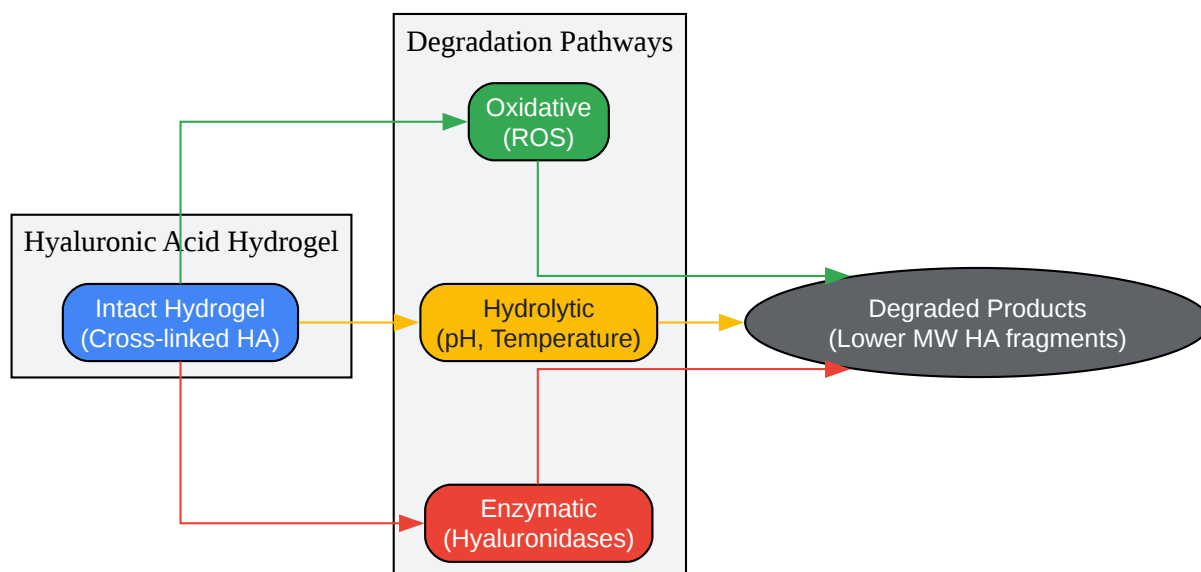 Degradation Pathways
Oxidative
(ROS)
Hyaluronic Acid Hydrogel
Intact Hydrogel
(Cross-linked HA)
Hydrolytic
(pH, Temperature)
Degraded Products
(Lower MW HA fragments)
Enzymatic
(Hyaluronidases)